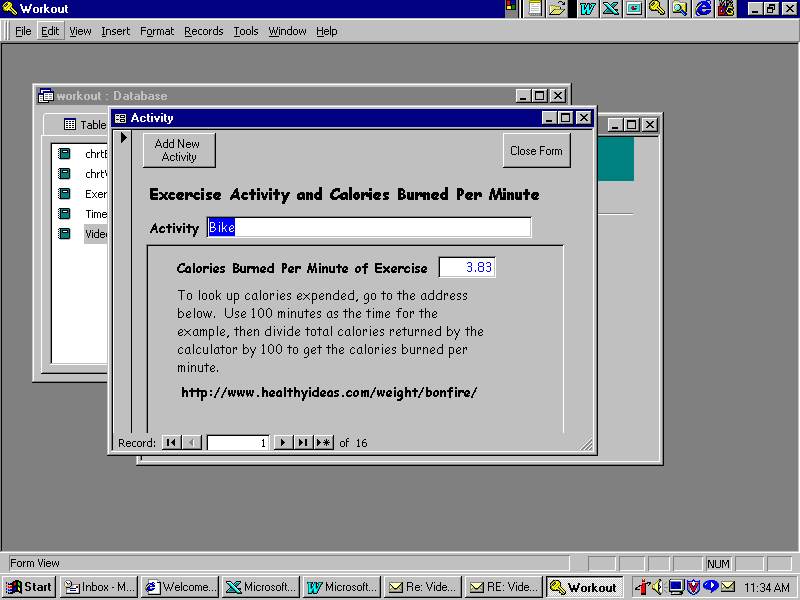 Workout
File Edit View Insert Format Records Tools Window Help
workout : Database
Table
chrt
chrt
Exer
Time
Vide
Activity
Add New
Activity
Close Form
Excercise Activity and Calories Burned Per Minute
Activity Bike
Calories Burned Per Minute of Exercise 3.83
To look up calories expended, go to the address
below. Use 100 minutes as the time for the
example, then divide total calories returned by the
calculator by 100 to get the calories burned per
minute.
http://www.healthyideas.com/weight/bonfire/
Record: 1 of 16
Form View NUM
Start Inbox - M... Welcome... Microsoft... Microsoft... Re: Vide... RE: Vide... Workout 11:34 AM